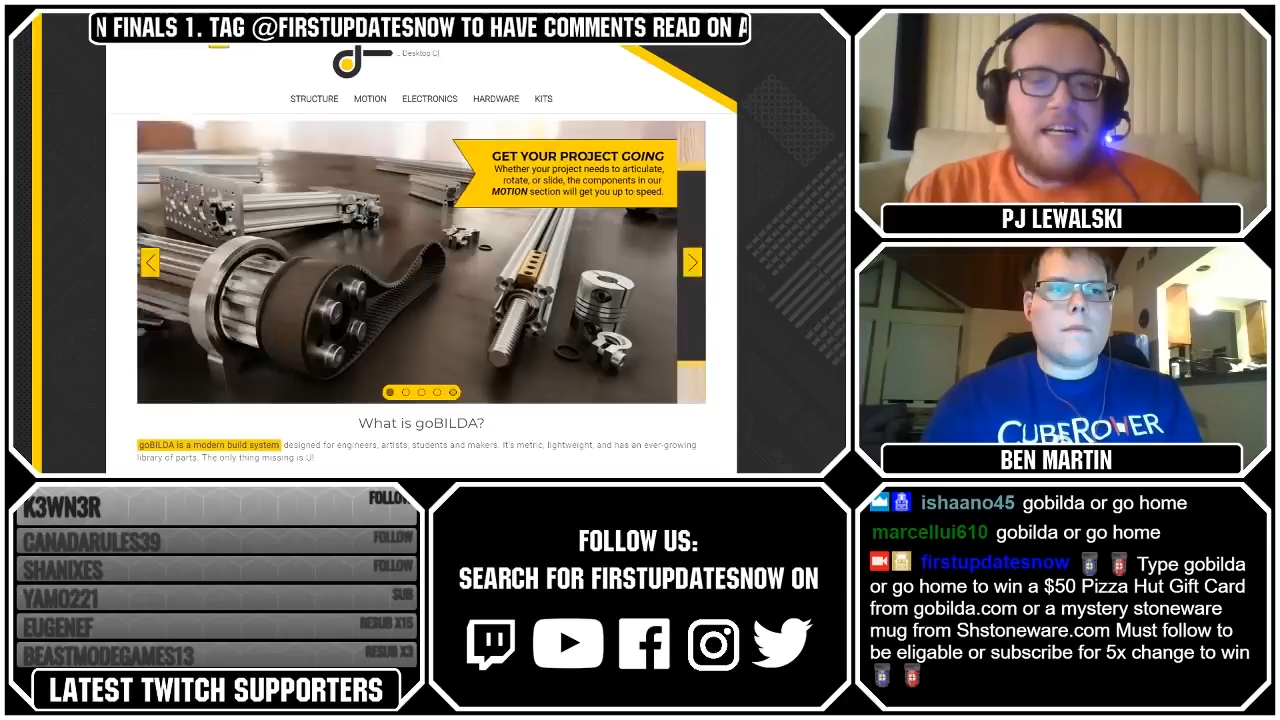 N FINALS 1. TAG @FIRSTUPDATESNOW TO HAVE COMMENTS READ ON A
STRUCTURE MOTION ELECTRONICS HARDWARE KITS
GET YOUR PROJECT GOING
Whether your project needs to articulate,
rotate, or slide, the components in our
MOTION section will get you up to speed.
What is goBILDA?
goBILDA is a modern build system designed for engineers, artists, students and makers. It's metric, lightweight, and has an ever-growing
library of parts. The only thing missing is U!
PJ LEWALSKI
CUBEROWER
BEN MARTIN
K3WN3R FOLLOW
CANADARULES39 FOLLOW
SHANIXES FOLLOW
YAMO221 SUB
EUGENEF RESUB X15
BEASTMODEGAMES13 RESUB X3
LATEST TWITCH SUPPORTERS
FOLLOW US:
SEARCH FOR FIRSTUPDATESNOW ON
ishaano45 gobilda or go home
marcellui610 gobilda or go home
firstupdatesnow Type gobilda
or go home to win a $50 Pizza Hut Gift Card
from gobilda.com or a mystery stoneware
mug from Shstoneware.com Must follow to
be eligable or subscribe for 5x change to win